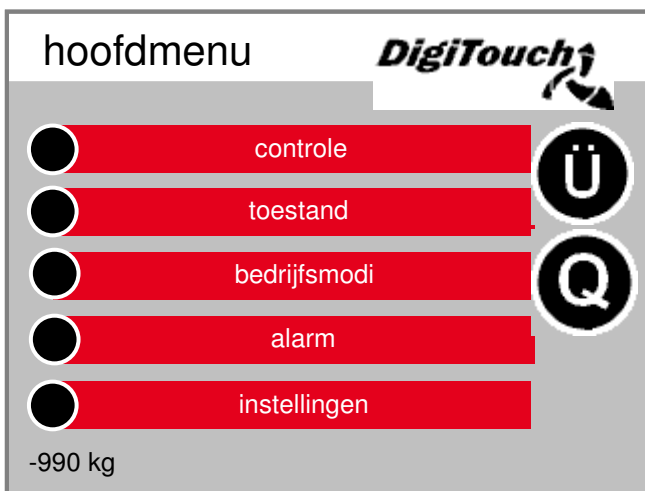 hoofdmenu
DigiTouch
controle
Ü
toestand
bedrijfsmodi
Q
alarm
instellingen
-990 kg